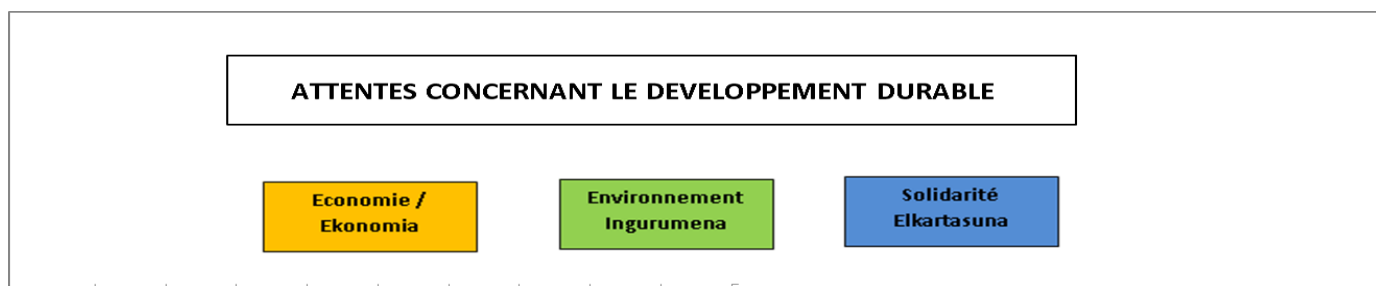 ATTENTES CONCERNANT LE DEVELOPPEMENT DURABLE
Economie /
Ekonomia
Environnement
Ingurumena
Solidarité
Elkartasuna